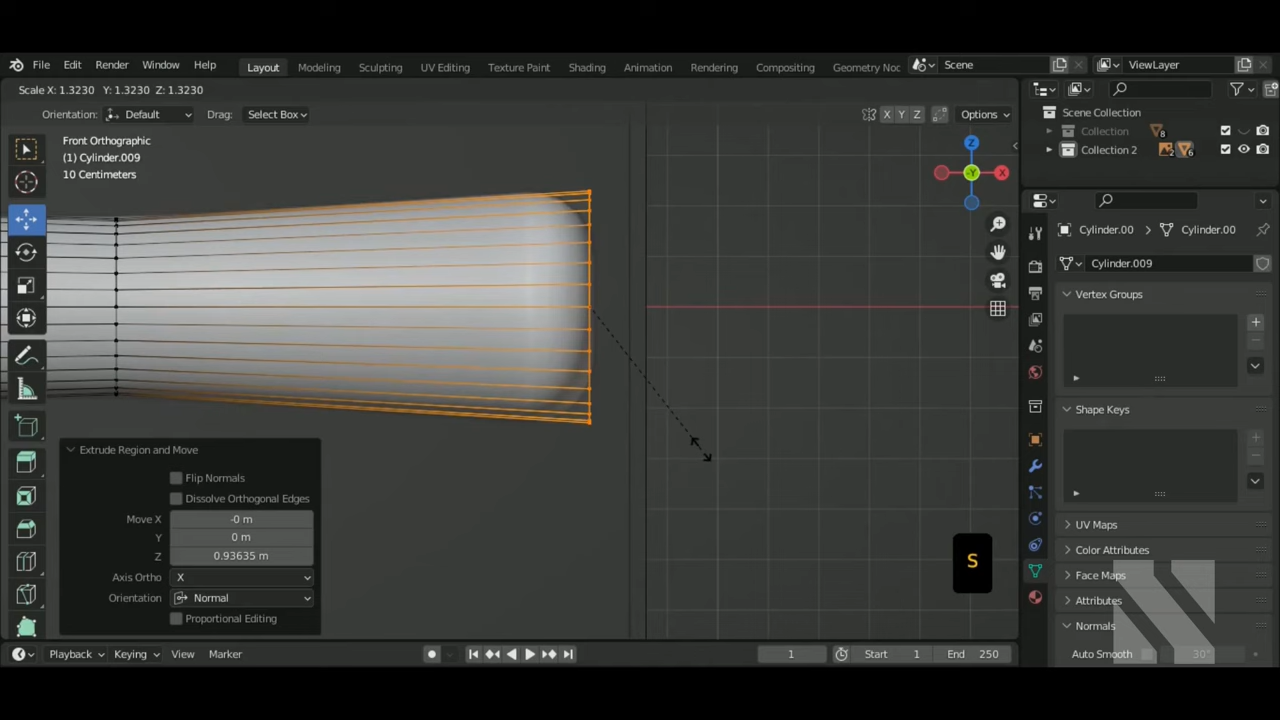 File Edit Render Window Help Layout Modeling Sculpting UV Editing Texture Paint Shading Animation Rendering Compositing Geometry Noc Scene ViewLayer
Scale X: 1.3230 Y: 1.3230 Z: 1.3230
Orientation: Default Drag: Select Box X Y Z Options
Scene Collection
Collection 8
Collection 2 2 6
Front Orthographic
(1) Cylinder.009
10 Centimeters
Z
X
-Y
Cylinder.00 Cylinder.00
Cylinder.009
Vertex Groups
Shape Keys
UV Maps
Color Attributes
Face Maps
Attributes
Normals
Auto Smooth 30°
Extrude Region and Move
Flip Normals
Dissolve Orthogonal Edges
Move X -0 m
Y 0 m
Z 0.93635 m
Axis Ortho X
Orientation Normal
Proportional Editing
S
Playback Keying View Marker 1 Start 1 End 250